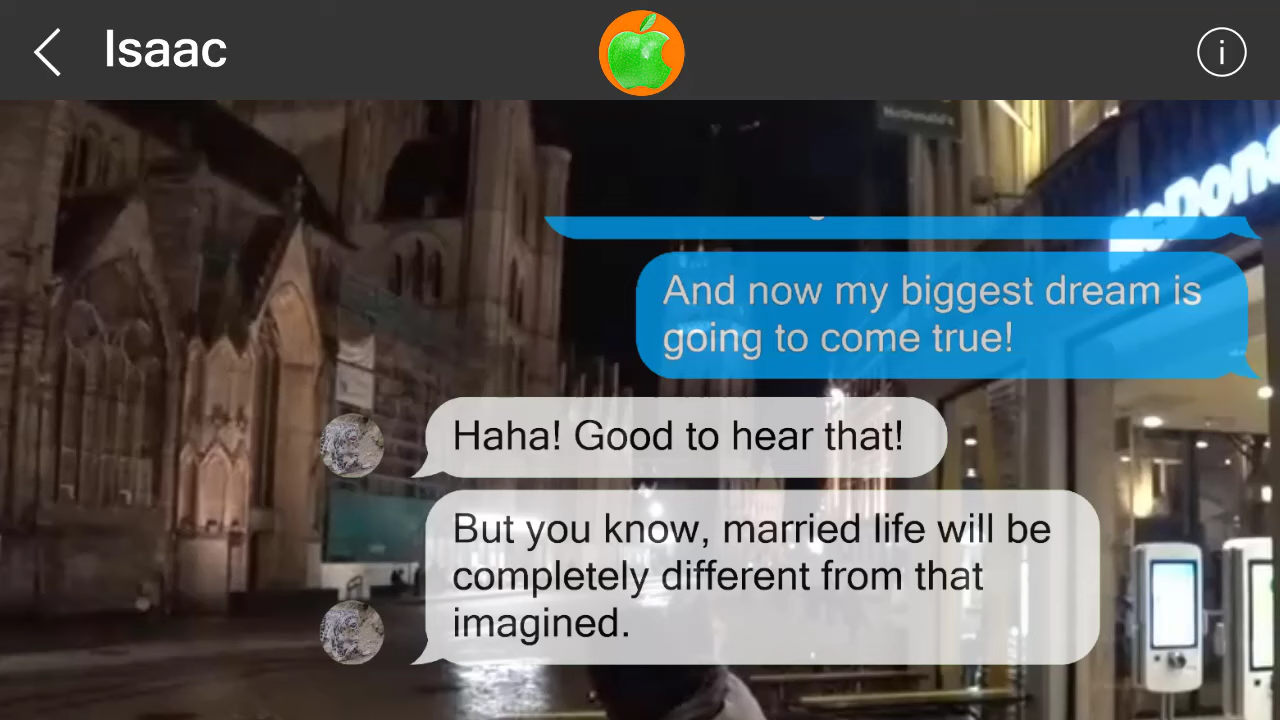 Isaac
i
McDonald's
And now my biggest dream is
going to come true!
Haha! Good to hear that!
But you know, married life will be
completely different from that
imagined.